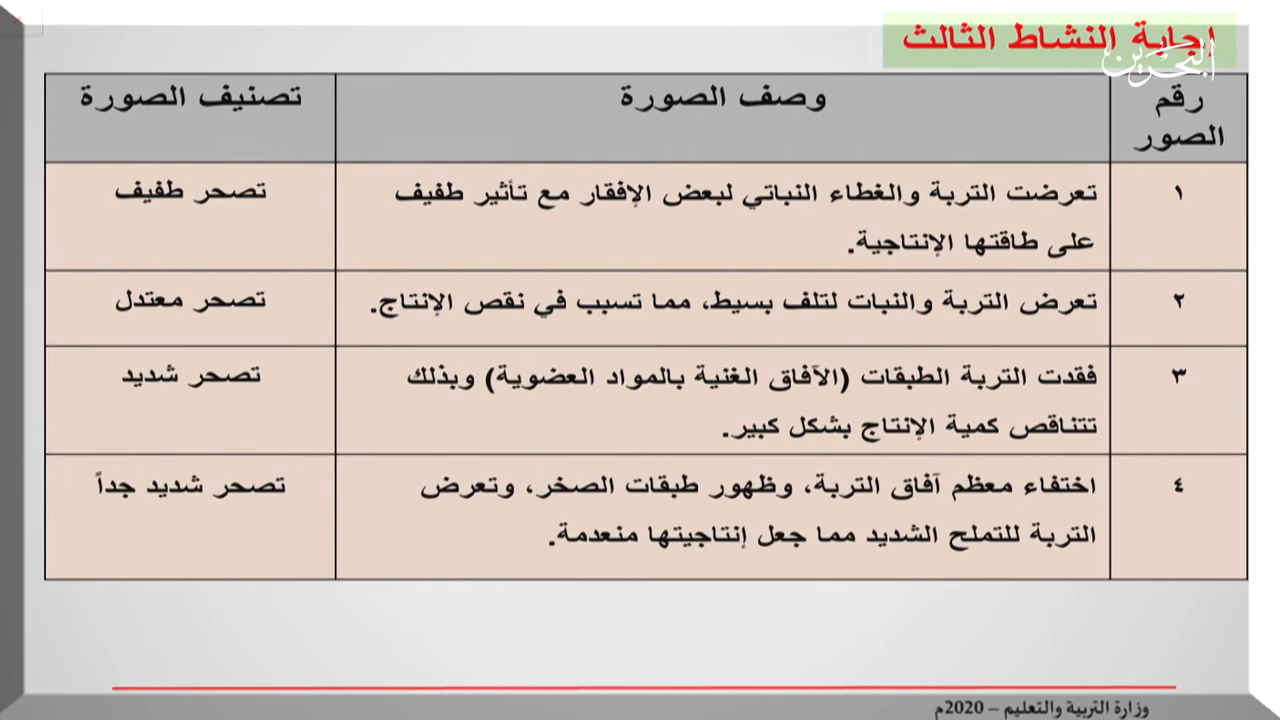 إجابة النشاط الثالث
البحرين
رقم الصور
وصف الصورة
تصنيف الصورة
١
تعرضت التربة والغطاء النباتي لبعض الإفقار مع تأثير طفيف
على طاقتها الإنتاجية.
تصحر طفيف
٢
تعرض التربة والنبات لتلف بسيط، مما تسبب في نقص الإنتاج.
تصحر معتدل
٣
فقدت التربة الطبقات (الآفاق الغنية بالمواد العضوية) وبذلك
تتناقص كمية الإنتاج بشكل كبير.
تصحر شديد
٤
اختفاء معظم آفاق التربة، وظهور طبقات الصخر، وتعرض
التربة للتملح الشديد مما جعل إنتاجيتها منعدمة.
تصحر شديد جداً
وزارة التربية والتعليم – 2020م